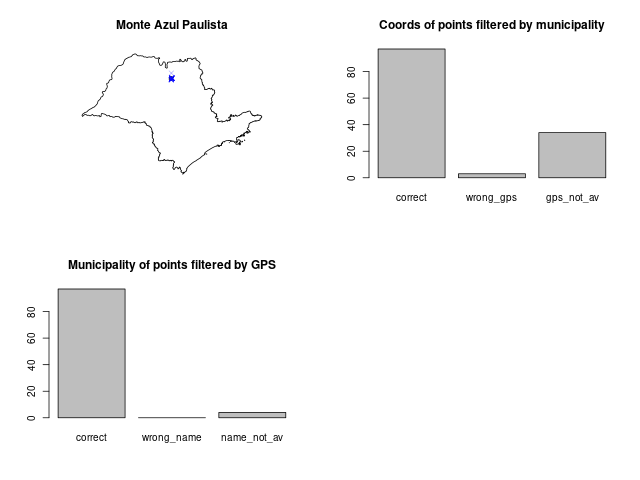 Monte Azul Paulista
Coords of points filtered by municipality
80
60
40
20
0
correct wrong_gps gps_not_av
Municipality of points filtered by GPS
80
60
40
20
0
correct wrong_name name_not_av